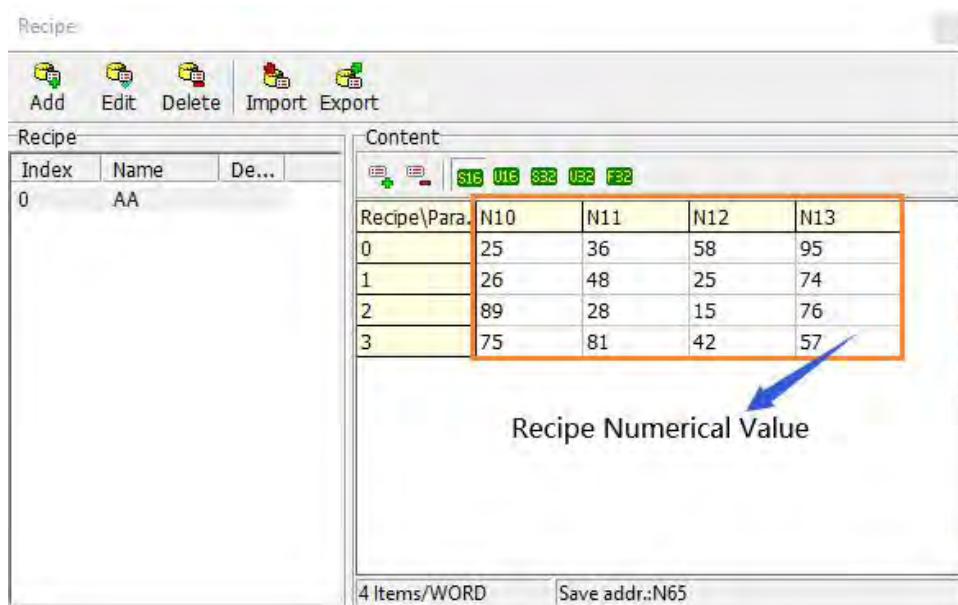 Recipe
Add Edit Delete Import Export
Recipe
Index Name De...
0 AA
Content
S16 U16 S32 U32 F32
Recipe\Para. N10 N11 N12 N13
0 25 36 58 95
1 26 48 25 74
2 89 28 15 76
3 75 81 42 57
Recipe Numerical Value
4 Items/WORD Save addr.:N65